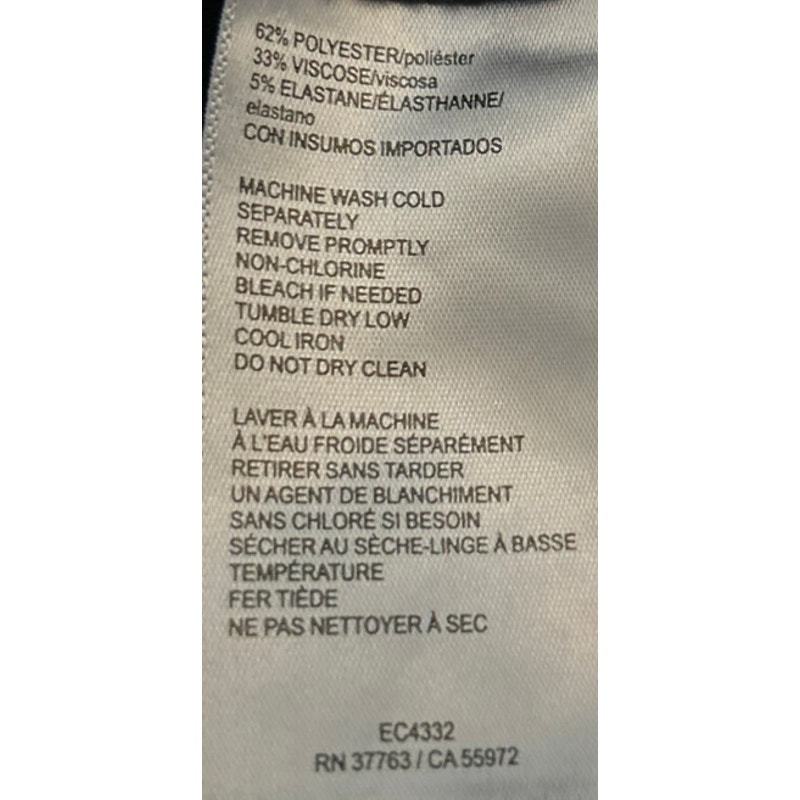 62% POLYESTER/poliéster
33% VISCOSE/viscosa
5% ELASTANE/ÉLASTHANNE/
elastano
CON INSUMOS IMPORTADOS
MACHINE WASH COLD
SEPARATELY
REMOVE PROMPTLY
NON-CHLORINE
BLEACH IF NEEDED
TUMBLE DRY LOW
COOL IRON
DO NOT DRY CLEAN
LAVER À LA MACHINE
À L'EAU FROIDE SÉPARÉMENT
RETIRER SANS TARDER
UN AGENT DE BLANCHIMENT
SANS CHLORÉ SI BESOIN
SÉCHER AU SÈCHE-LINGE À BASSE
TEMPÉRATURE
FER TIÈDE
NE PAS NETTOYER À SEC
EC4332
RN 37763 / CA 55972